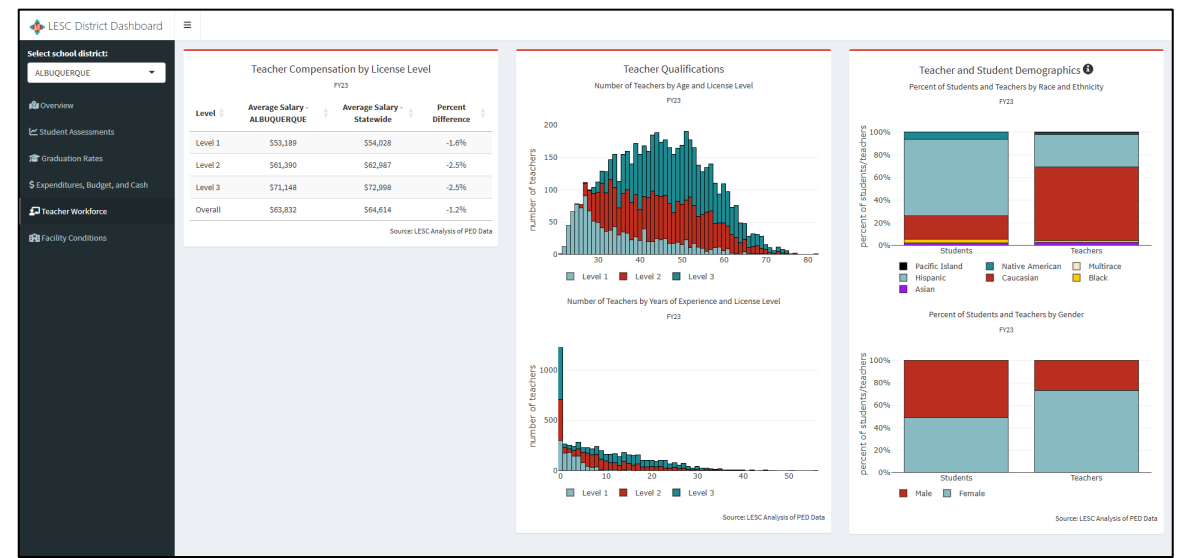 LESC District Dashboard
Select school district:
ALBUQUERQUE
Overview
Student Assessments
Graduation Rates
Expenditures, Budget, and Cash
Teacher Workforce
Facility Conditions
Teacher Compensation by License Level
FY23
Level Average Salary - ALBUQUERQUE Average Salary - Statewide Percent Difference
Level 1 $53,189 $54,028 -1.6%
Level 2 $61,390 $62,987 -2.5%
Level 3 $71,148 $72,998 -2.5%
Overall $63,832 $64,614 -1.2%
Source: LESC Analysis of PED Data
Teacher Qualifications
Number of Teachers by Age and License Level
FY23
number of teachers
200
150
100
50
0
30 40 50 60 70 80
Level 1 Level 2 Level 3
Number of Teachers by Years of Experience and License Level
FY23
number of teachers
1000
500
0
0 10 20 30 40 50
Level 1 Level 2 Level 3
Source: LESC Analysis of PED Data
Teacher and Student Demographics
Percent of Students and Teachers by Race and Ethnicity
FY23
percent of students/teachers
100%
80%
60%
40%
20%
0%
Students Teachers
Pacific Island Native American Multirace
Hispanic Caucasian Black
Asian
Percent of Students and Teachers by Gender
FY23
percent of students/teachers
100%
80%
60%
40%
20%
0%
Students Teachers
Male Female
Source: LESC Analysis of PED Data